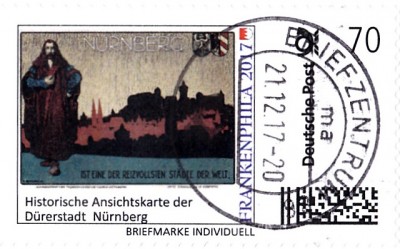 NÜRNBERG
IST EINE DER REIZVOLLSTEN STÄDTE DER WELT.
Historische Ansichtskarte der
Dürerstadt Nürnberg
BRIEFMARKE INDIVIDUELL
FRANKENPHILA 2017
Deutsche Post
70
BRIEFZENTRUM
ma
21.12.17-20